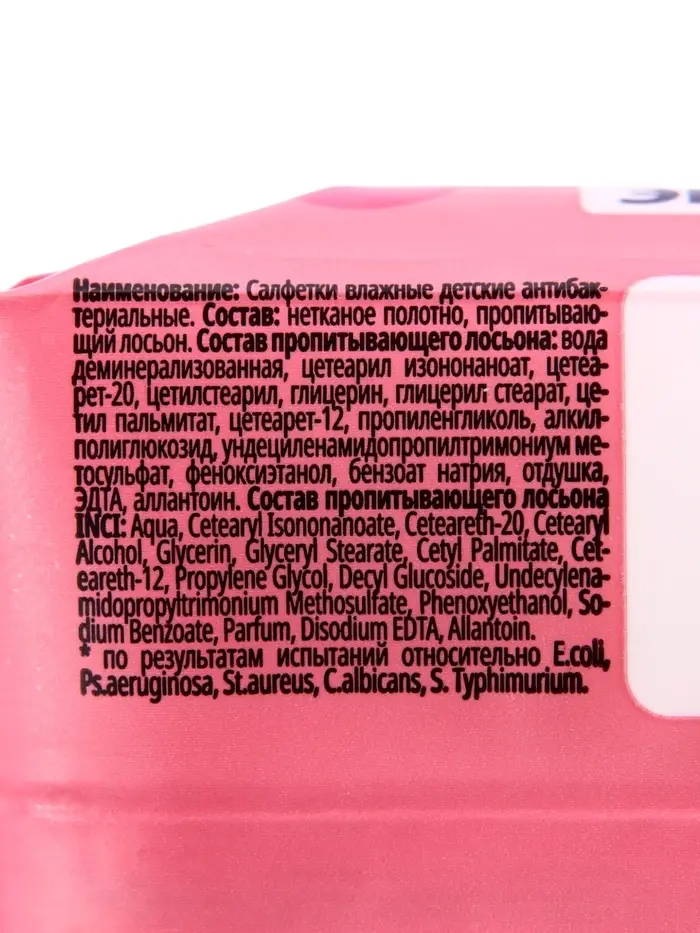 Наименование: Салфетки влажные детские антибак-
териальные. Состав: нетканое полотно, пропитываю-
щий лосьон. Состав пропитывающего лосьона: вода
деминерализованная, цетеарил изононаноат, цетеа-
рет-20, цетилстеарил, глицерин, глицерил стеарат, це-
тил пальмитат, цетеарет-12, пропиленгликоль, алкил-
полиглюкозид, ундециленамидопропилтримониум ме-
тосульфат, феноксиэтанол, бензоат натрия, отдушка,
ЭДТА, аллантоин. Состав пропитывающего лосьона
INCI: Aqua, Cetearyl Isononanoate, Ceteareth-20, Cetearyl
Alcohol, Glycerin, Glyceryl Stearate, Cetyl Palmitate, Cet-
eareth-12, Propylene Glycol, Decyl Glucoside, Undecylena-
midopropyltrimonium Methosulfate, Phenoxyethanol, So-
dium Benzoate, Parfum, Disodium EDTA, Allantoin.
* по результатам испытаний относительно E.coli,
Ps.aeruginosa, St.aureus, C.albicans, S. Typhimurium.